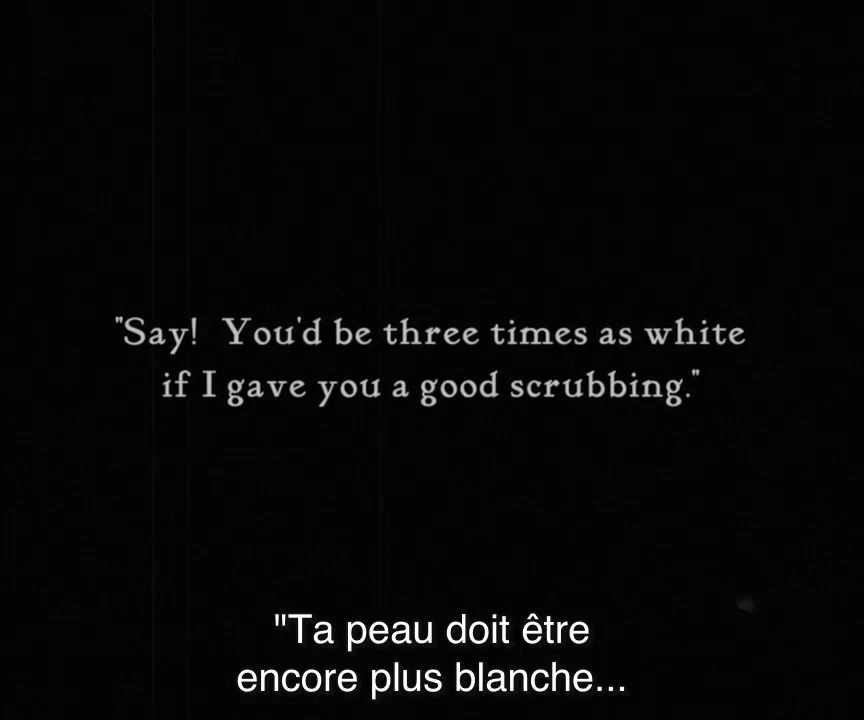 "Say! You'd be three times as white
if I gave you a good scrubbing."
"Ta peau doit être
encore plus blanche...